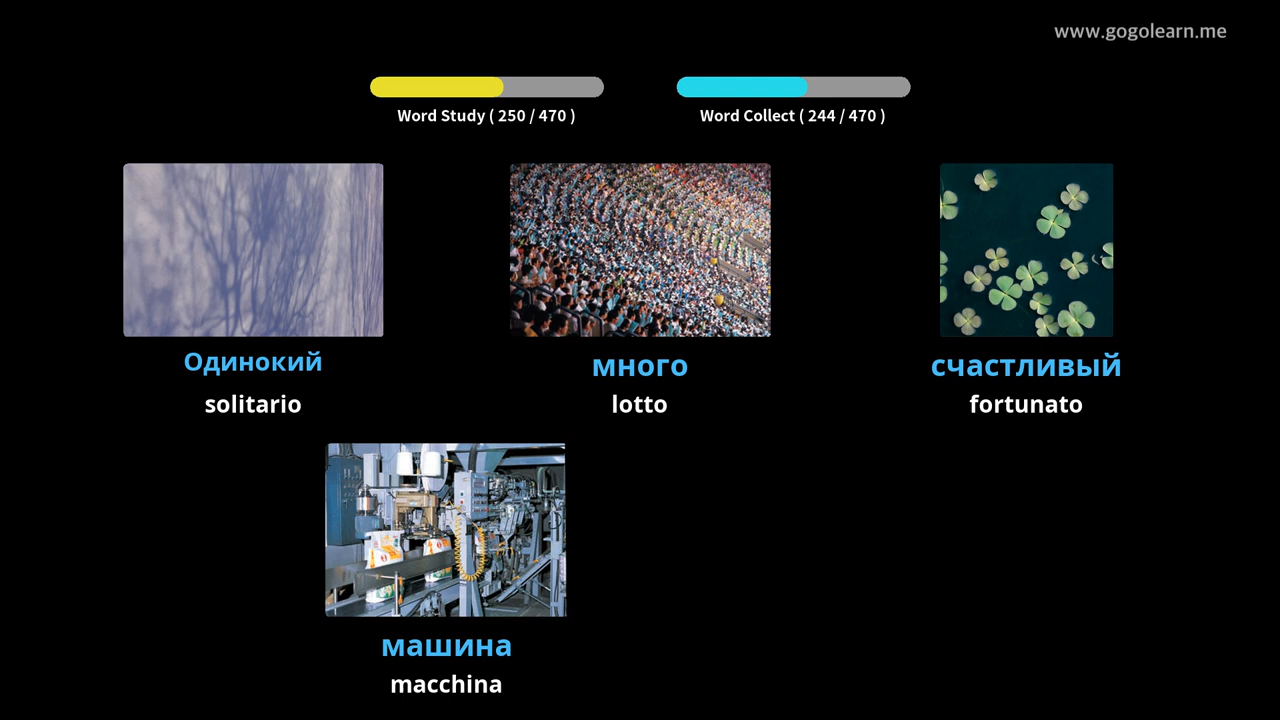 www.gogolearn.me
Word Study ( 250 / 470 )
Word Collect ( 244 / 470 )
Одинокий
solitario
много
lotto
счастливый
fortunato
машина
macchina